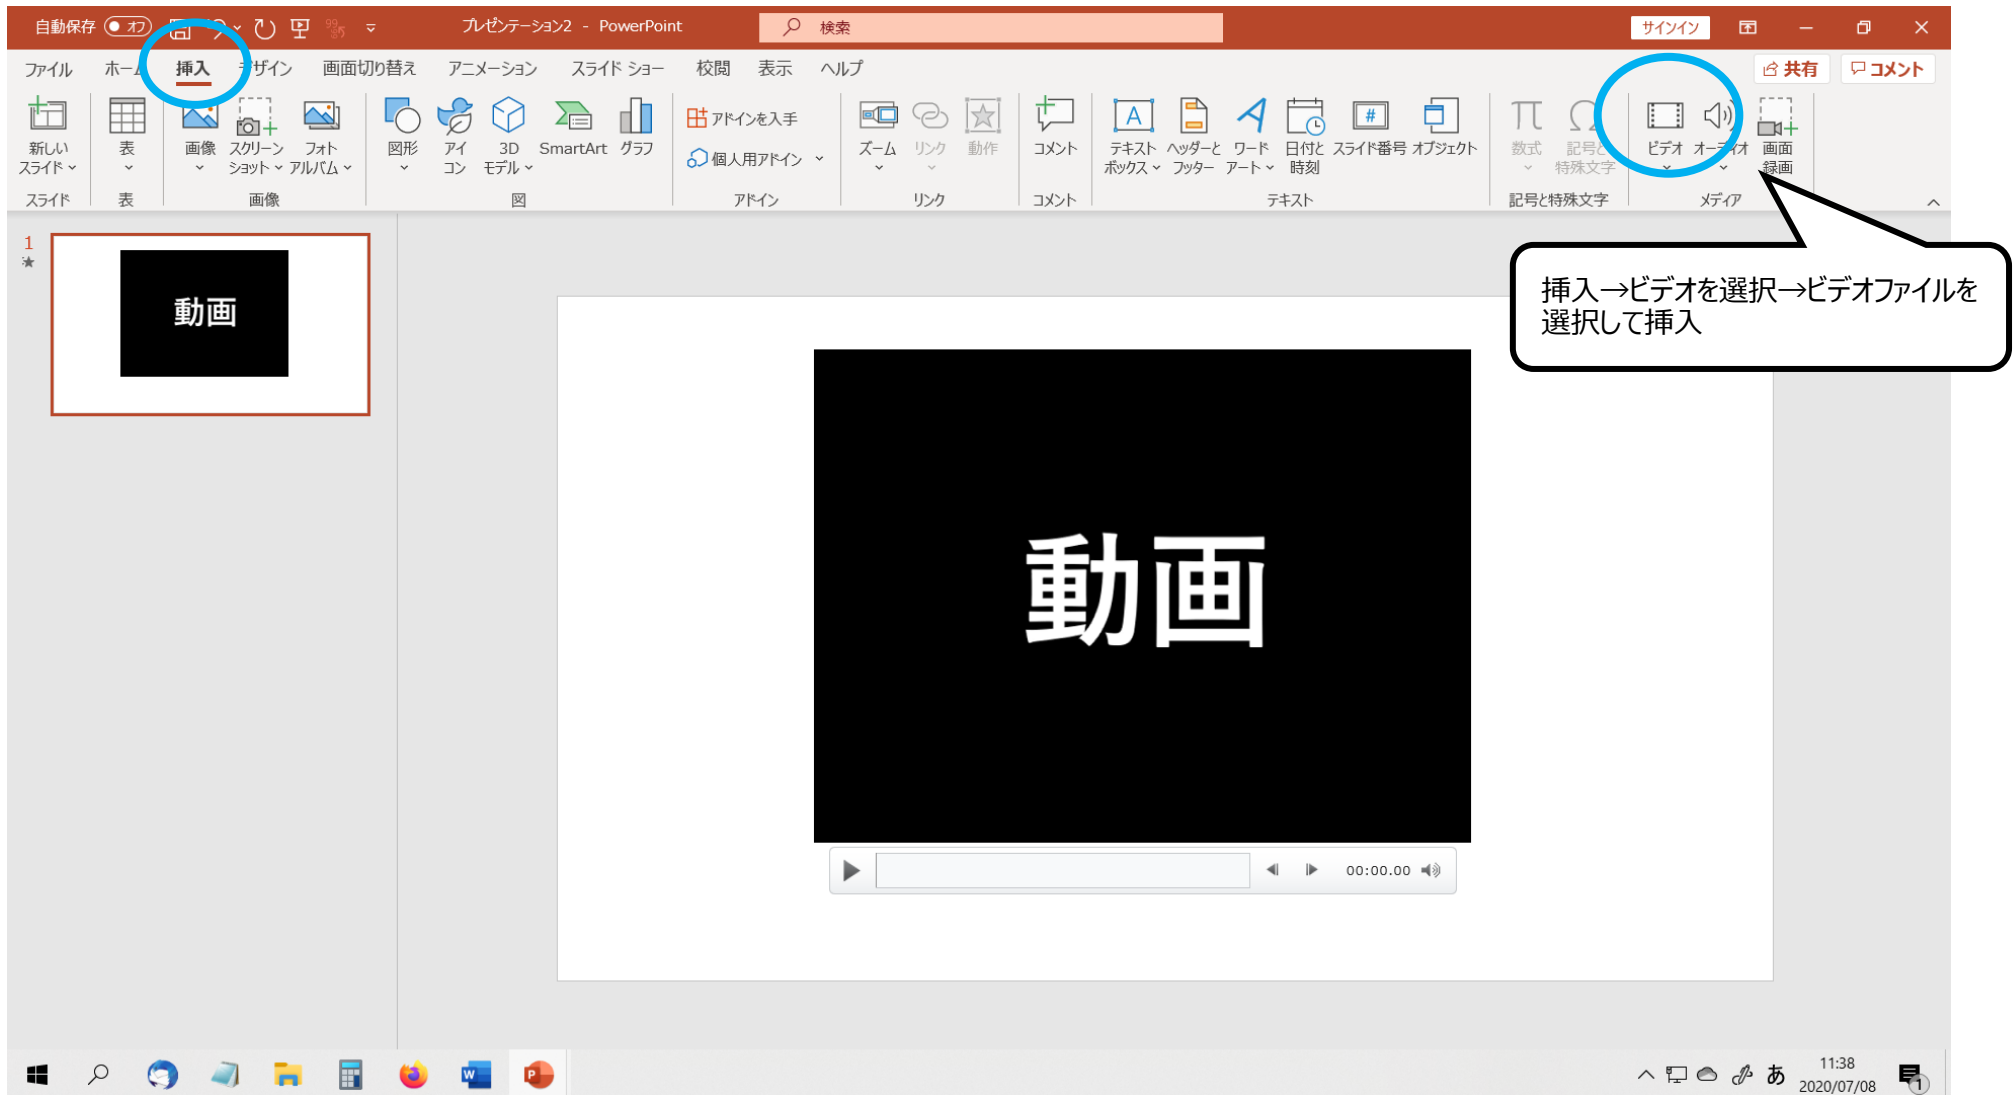 自動保存 オフ プレゼンテーション2 - PowerPoint 検索 サインイン
ファイル ホーム 挿入 デザイン 画面切り替え アニメーション スライド ショー 校閲 表示 ヘルプ 共有 コメント
新しい
スライド
表
画像
スクリーン
ショット
フォト
アルバム
図形
アイ
コン
3D
モデル
SmartArt
グラフ
アドインを入手
個人用アドイン
ズーム
リンク
動作
コメント
テキスト
ボックス
ヘッダーと
フッター
ワード
アート
日付と
時刻
スライド番号
オブジェクト
数式
記号と
特殊文字
ビデオ
オーディオ
画面
録画
スライド 表 画像 図 アドイン リンク コメント テキスト 記号と特殊文字 メディア
挿入→ビデオを選択→ビデオファイルを
選択して挿入
1
動画
動画
00:00.00
あ
11:38
2020/07/08
1